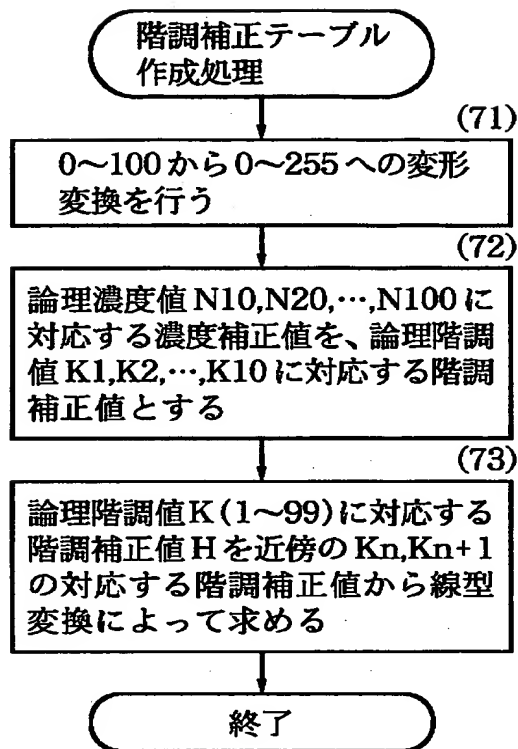 階調補正テーブル
作成処理
(71)
0～100から0～255への変形
変換を行う
(72)
論理濃度値N10,N20,…,N100に
対応する濃度補正値を、論理階調
値K1,K2,…,K10に対応する階調
補正値とする
(73)
論理階調値K(1～99)に対応する
階調補正値Hを近傍のKn,Kn+1
の対応する階調補正値から線型
変換によって求める
終了